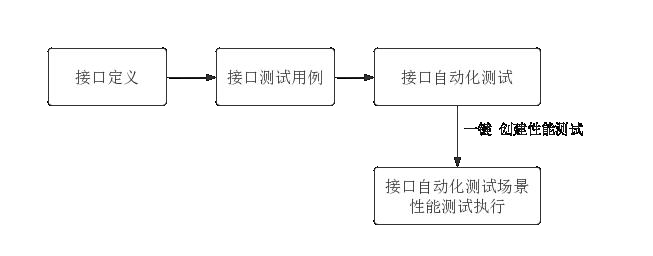 接口定义
接口测试用例
接口自动化测试
一键 创建性能测试
接口自动化测试场景
性能测试执行